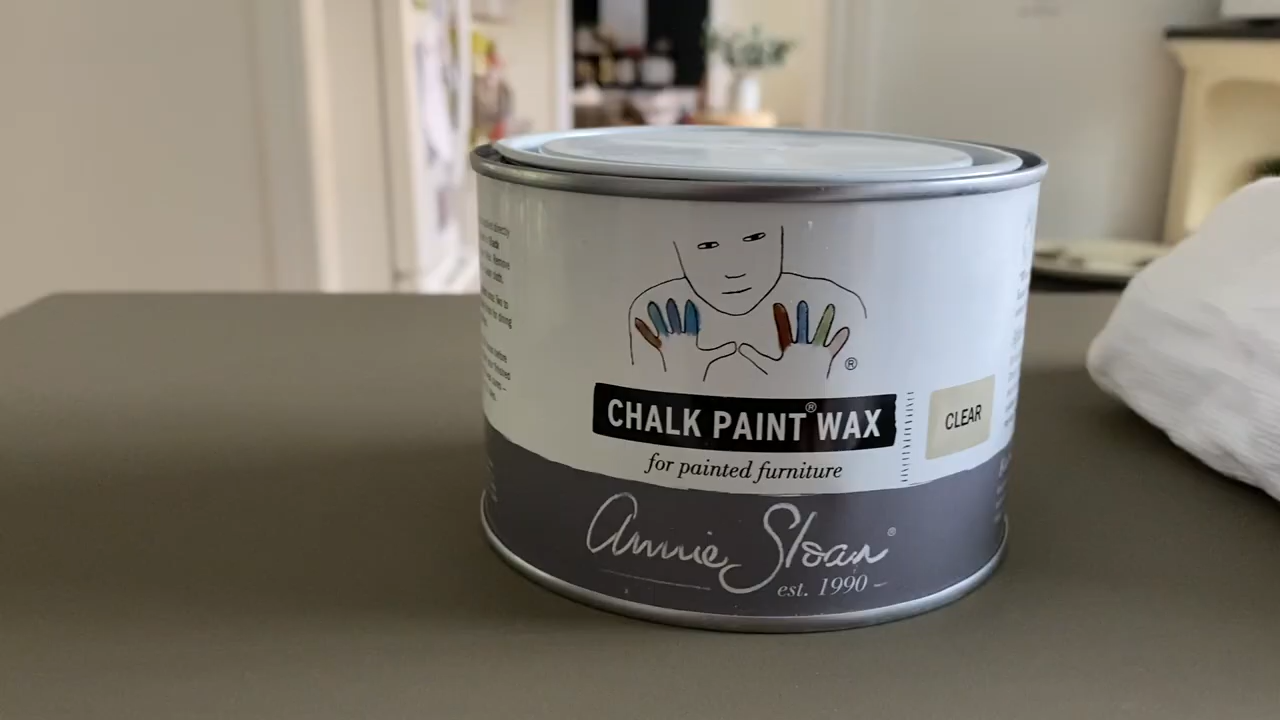 ®
CHALK PAINT® WAX
CLEAR
for painted furniture
Annie Sloan®
est. 1990